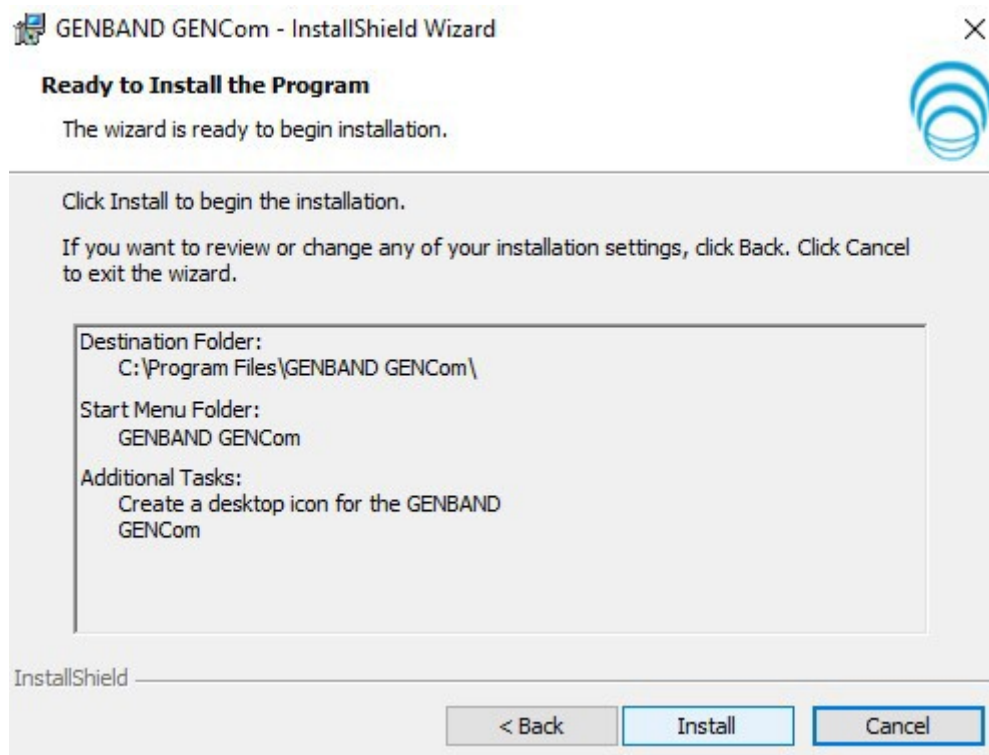 GENBAND GENCom - InstallShield Wizard
Ready to Install the Program
The wizard is ready to begin installation.
Click Install to begin the installation.
If you want to review or change any of your installation settings, click Back. Click Cancel
to exit the wizard.
Destination Folder:
C:\Program Files\GENBAND GENCom\
Start Menu Folder:
GENBAND GENCom
Additional Tasks:
Create a desktop icon for the GENBAND
GENCom
InstallShield
< Back Install Cancel